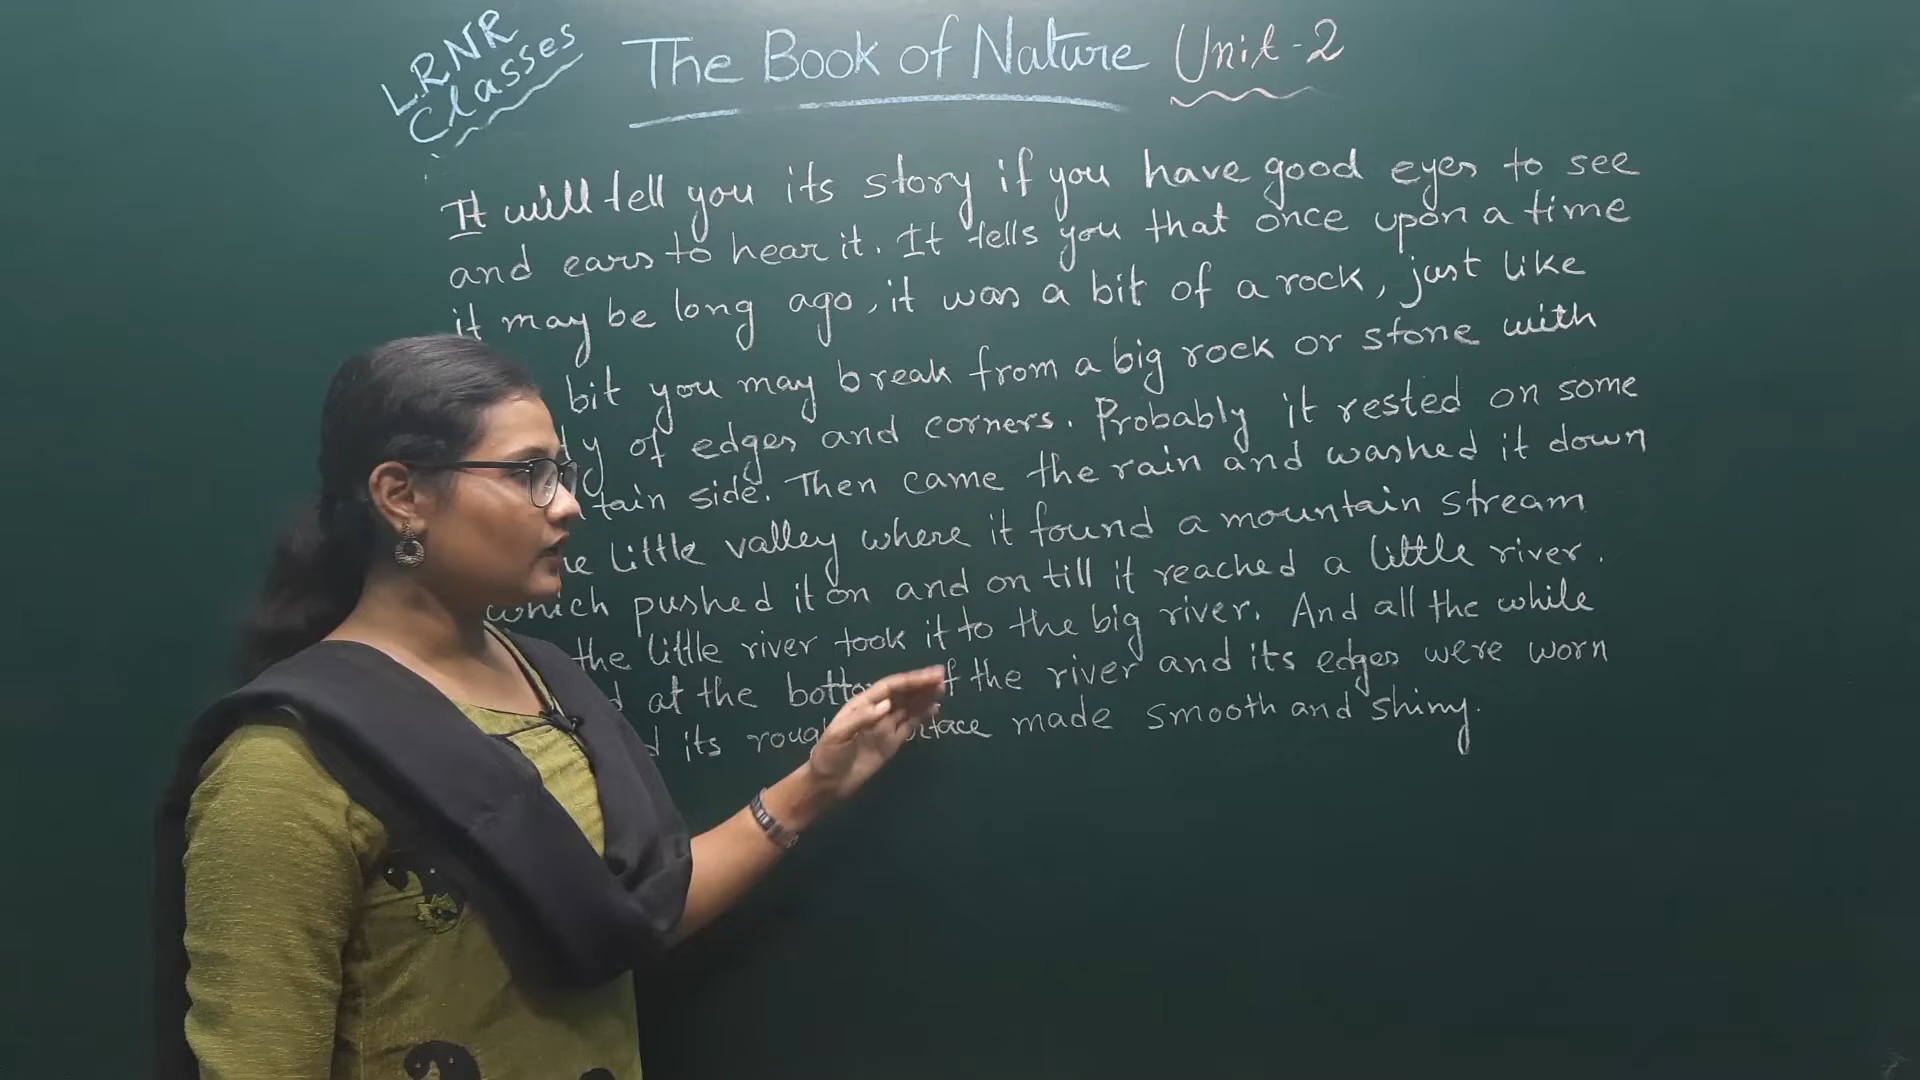 L.R.N.R
Classes
The Book of Nature Unit-2
It will tell you its story if you have good eyes to see
and ears to hear it. It tells you that once upon a time
it may be long ago, it was a bit of a rock, just like
bit you may break from a big rock or stone with
of edges and corners. Probably it rested on some
side. Then came the rain and washed it down
little valley where it found a mountain stream
which pushed it on and on till it reached a little river.
the little river took it to the big river. And all the while
at the bottom of the river and its edges were worn
its rough surface made smooth and shiny.